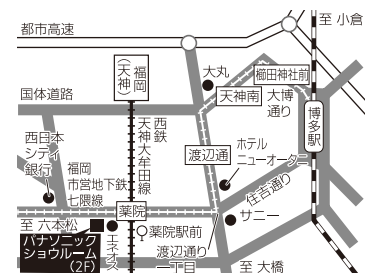 都市高速
至 小倉
福岡
(天神)
大丸
櫛田神社前
国体道路
天神南
大博
通り
博多駅
西日本
シティ
銀行
西鉄
天神大牟田線
渡辺通
ホテル
ニューオータニ
福岡
市営地下鉄
七隈線
住吉通り
薬院
サニー
至 六本松
薬院駅前
パナソニック
ショウルーム
(2F)
エネオス
渡辺通り
一丁目
至 大橋